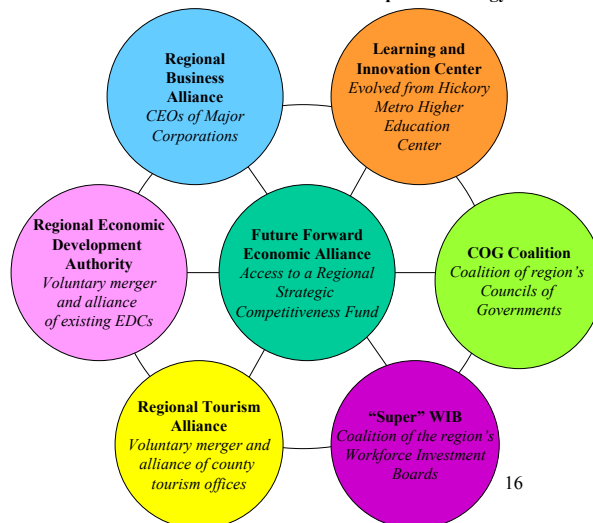 Regional
Business
Alliance
CEOs of Major
Corporations
Learning and
Innovation Center
Evolved from Hickory
Metro Higher
Education
Center
Regional Economic
Development
Authority
Voluntary merger
and alliance
of existing EDCs
Future Forward
Economic Alliance
Access to a Regional
Strategic
Competitiveness Fund
COG Coalition
Coalition of region’s
Councils of
Governments
Regional Tourism
Alliance
Voluntary merger and
alliance of county
tourism offices
“Super” WIB
Coalition of the region’s
Workforce Investment
Boards
16